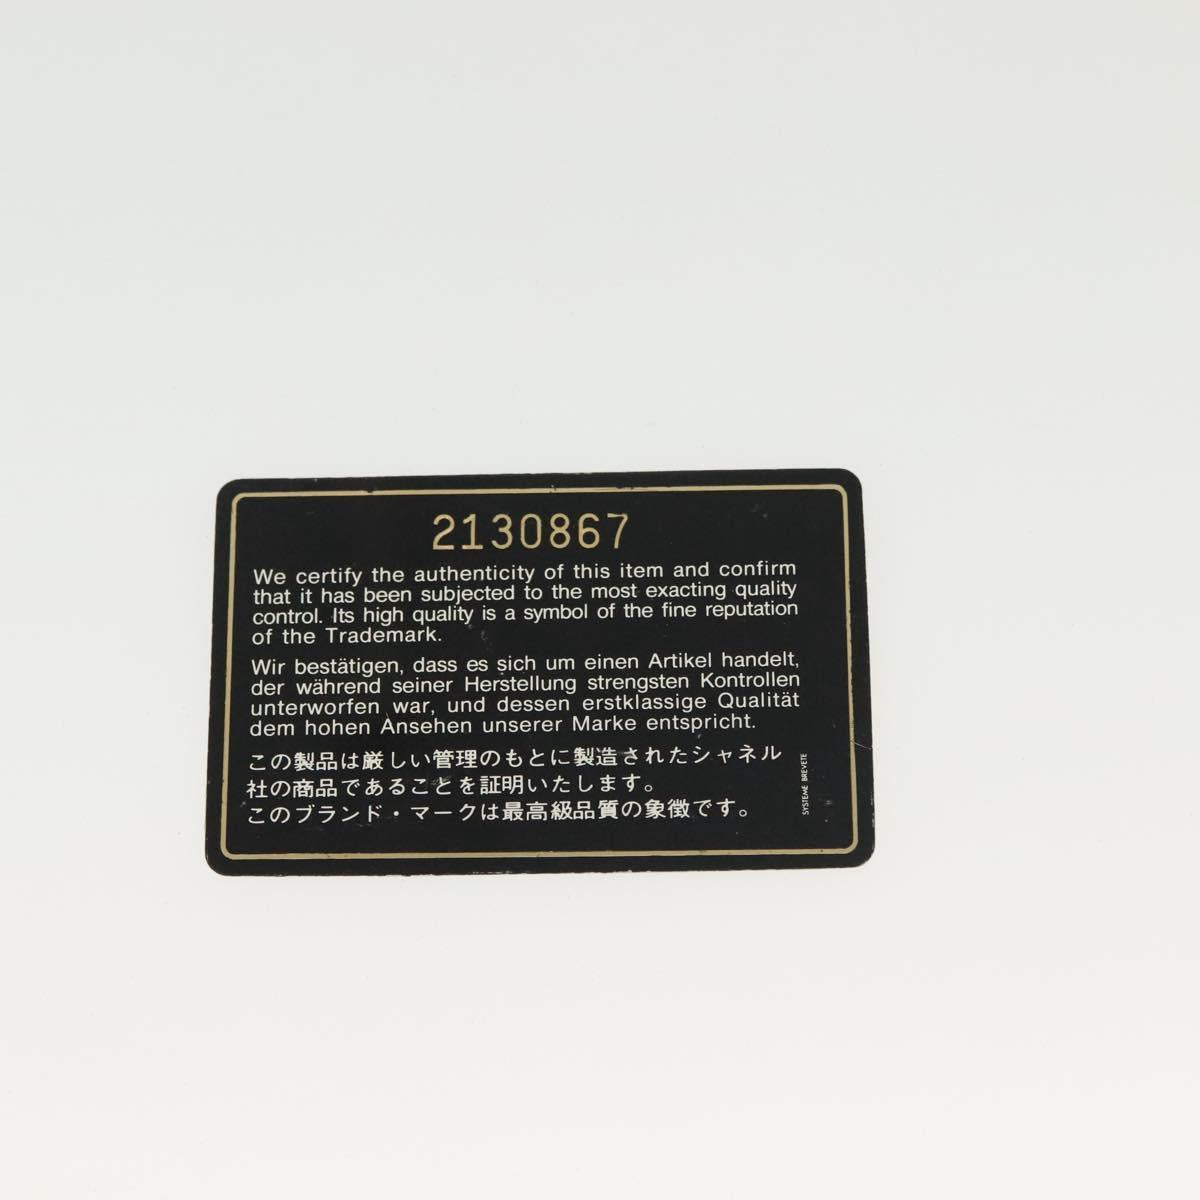 2130867
We certify the authenticity of this item and confirm
that it has been subjected to the most exacting quality
control. Its high quality is a symbol of the fine reputation
of the Trademark.
Wir bestätigen, dass es sich um einen Artikel handelt,
der während seiner Herstellung strengsten Kontrollen
unterworfen war, und dessen erstklassige Qualität
dem hohen Ansehen unserer Marke entspricht.
この製品は厳しい管理のもとに製造されたシャネル
社の商品であることを証明いたします。
このブランド・マークは最高級品質の象徴です。
SYSTEME BREVETE